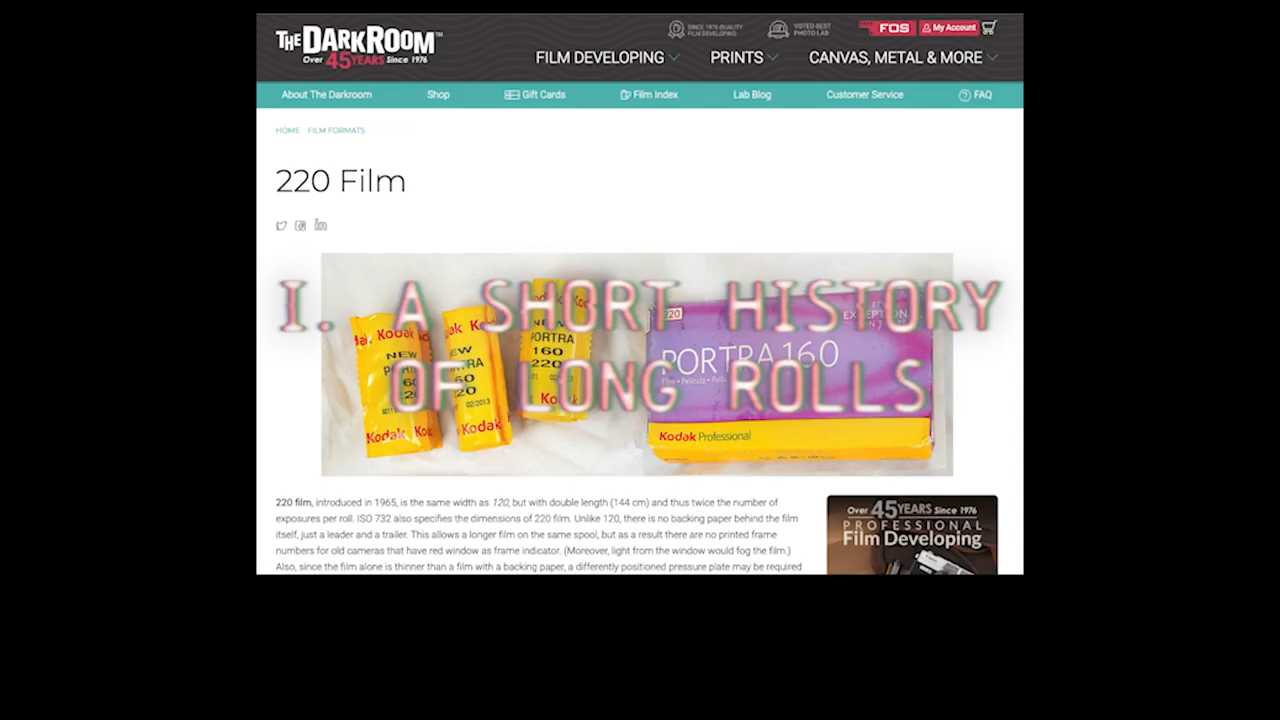 THE DARKROOM™
Over 45 YEARS Since 1976
SINCE 1976 QUALITY
FILM DEVELOPING
VOTED BEST
PHOTO LAB
FOS
My Account
FILM DEVELOPING
PRINTS
CANVAS, METAL & MORE
About The Darkroom
Shop
Gift Cards
Film Index
Lab Blog
Customer Service
FAQ
HOME
FILM FORMATS
220 Film
I. A SHORT HISTORY
OF LONG ROLLS
Kodak
NEW
Kodak Ko
Kodak K
PORTRA
160
220
02/2013
Ko
220
PORTRA 160
Kodak Professional
220 film, introduced in 1965, is the same width as 120, but with double length (144 cm) and thus twice the number of
exposures per roll. ISO 732 also specifies the dimensions of 220 film. Unlike 120, there is no backing paper behind the film
itself, just a leader and a trailer. This allows a longer film on the same spool, but as a result there are no printed frame
numbers for old cameras that have red window as frame indicator. (Moreover, light from the window would fog the film.)
Also, since the film alone is thinner than a film with a backing paper, a differently positioned pressure plate may be required
Over 45 YEARS Since 1976
PROFESSIONAL
Film Developing